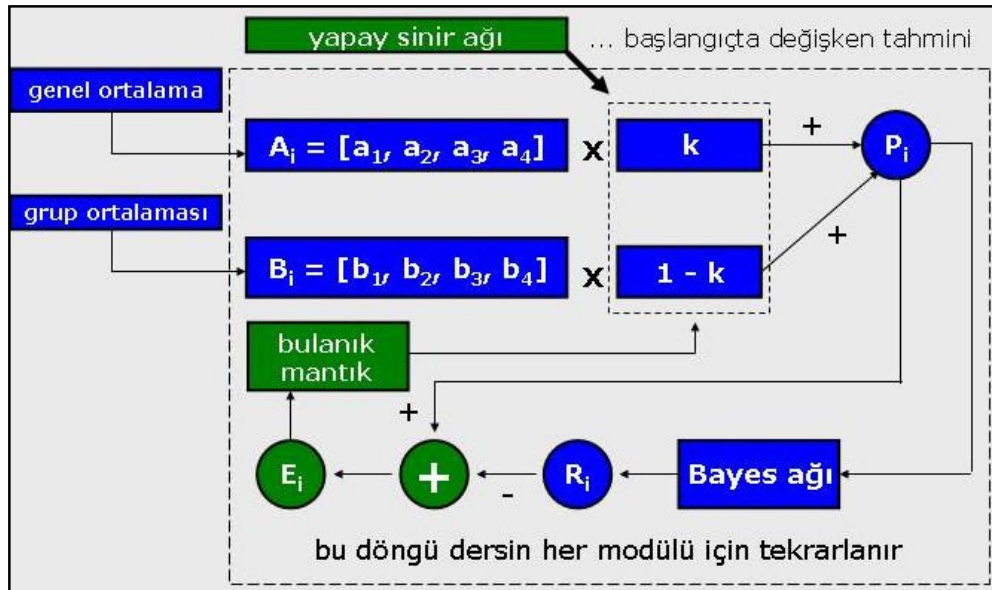 yapay sinir ağı
... başlangıçta değişken tahmini
genel ortalama
A₍ᵢ₎ = [a₁, a₂, a₃, a₄]
x
k
+
Pᵢ
grup ortalaması
+
Bᵢ = [b₁, b₂, b₃, b₄]
x
1 - k
bulanık
mantık
+
Eᵢ
+
-
Rᵢ
Bayes ağı
bu döngü dersin her modülü için tekrarlanır